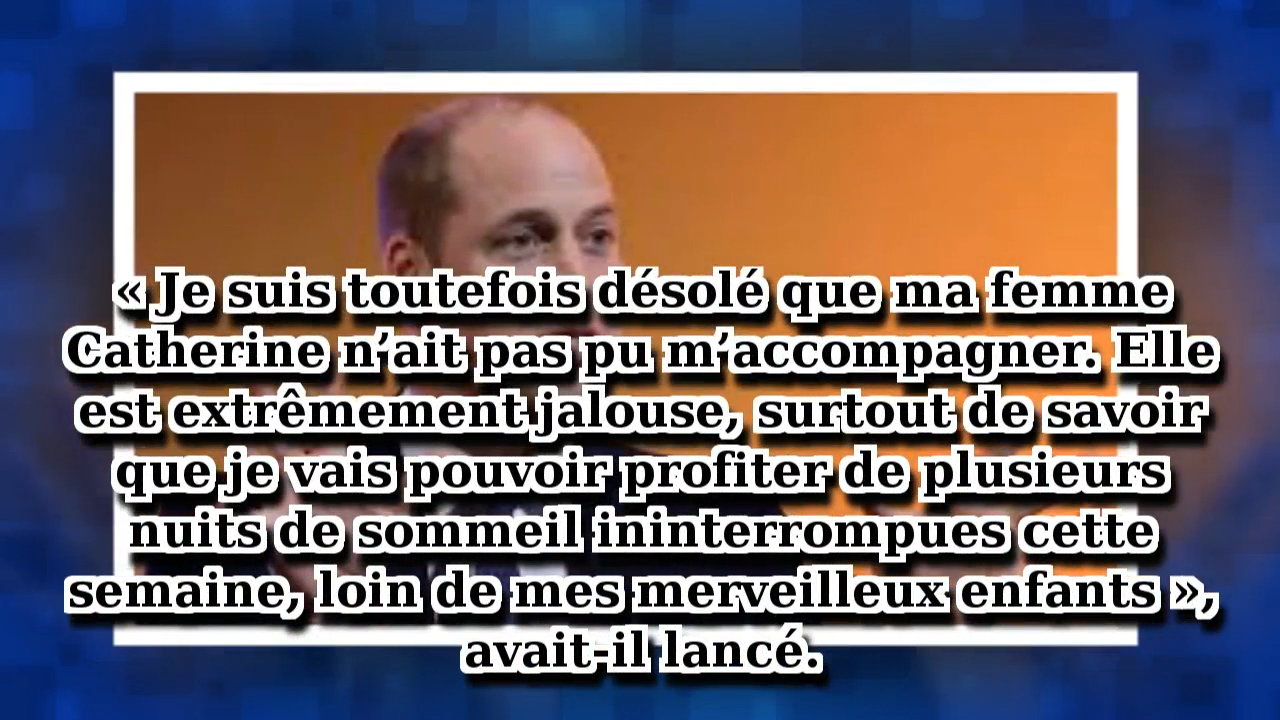 « Je suis toutefois désolé que ma femme
Catherine n’ait pas pu m’accompagner. Elle
est extrêmement jalouse, surtout de savoir
que je vais pouvoir profiter de plusieurs
nuits de sommeil ininterrompues cette
semaine, loin de mes merveilleux enfants »,
avait-il lancé.